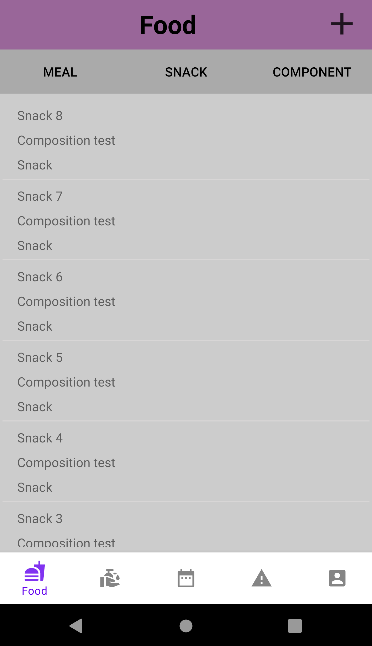 Food
MEAL SNACK COMPONENT
Snack 8
Composition test
Snack
Snack 7
Composition test
Snack
Snack 6
Composition test
Snack
Snack 5
Composition test
Snack
Snack 4
Composition test
Snack
Snack 3
Composition test
Food